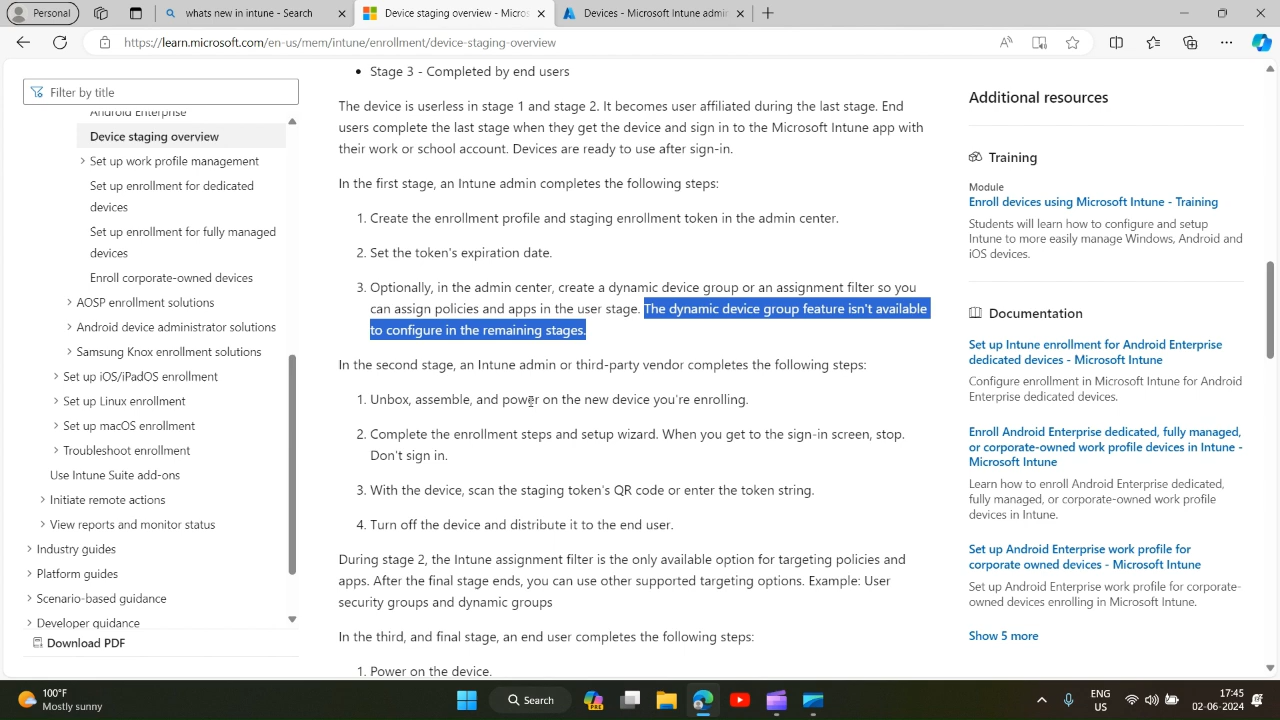 Personal
whats new in intune - Search
Device staging overview - Micros
Devices - Microsoft Intune admin
https://learn.microsoft.com/en-us/mem/intune/enrollment/device-staging-overview
Filter by title
Android Enterprise
Device staging overview
Set up work profile management
Set up enrollment for dedicated
devices
Set up enrollment for fully managed
devices
Enroll corporate-owned devices
AOSP enrollment solutions
Android device administrator solutions
Samsung Knox enrollment solutions
Set up iOS/iPadOS enrollment
Set up Linux enrollment
Set up macOS enrollment
Troubleshoot enrollment
Use Intune Suite add-ons
Initiate remote actions
View reports and monitor status
Industry guides
Platform guides
Scenario-based guidance
Developer guidance
Download PDF
• Stage 3 - Completed by end users
The device is userless in stage 1 and stage 2. It becomes user affiliated during the last stage. End
users complete the last stage when they get the device and sign in to the Microsoft Intune app with
their work or school account. Devices are ready to use after sign-in.
In the first stage, an Intune admin completes the following steps:
1. Create the enrollment profile and staging enrollment token in the admin center.
2. Set the token's expiration date.
3. Optionally, in the admin center, create a dynamic device group or an assignment filter so you
can assign policies and apps in the user stage. The dynamic device group feature isn't available
to configure in the remaining stages.
In the second stage, an Intune admin or third-party vendor completes the following steps:
1. Unbox, assemble, and power on the new device you're enrolling.
2. Complete the enrollment steps and setup wizard. When you get to the sign-in screen, stop.
Don't sign in.
3. With the device, scan the staging token's QR code or enter the token string.
4. Turn off the device and distribute it to the end user.
During stage 2, the Intune assignment filter is the only available option for targeting policies and
apps. After the final stage ends, you can use other supported targeting options. Example: User
security groups and dynamic groups
In the third, and final stage, an end user completes the following steps:
1. Power on the device.
Additional resources
Training
Module
Enroll devices using Microsoft Intune - Training
Students will learn how to configure and setup
Intune to more easily manage Windows, Android and
iOS devices.
Documentation
Set up Intune enrollment for Android Enterprise
dedicated devices - Microsoft Intune
Configure enrollment in Microsoft Intune for Android
Enterprise dedicated devices.
Enroll Android Enterprise dedicated, fully managed,
or corporate-owned work profile devices in Intune -
Microsoft Intune
Learn how to enroll Android Enterprise dedicated,
fully managed, or corporate-owned work profile
devices in Intune.
Set up Android Enterprise work profile for
corporate owned devices - Microsoft Intune
Set up Android Enterprise work profile for corporate-
owned devices enrolling in Microsoft Intune.
Show 5 more
100°F
Mostly sunny
Search
PRE
ENG
US
17:45
02-06-2024